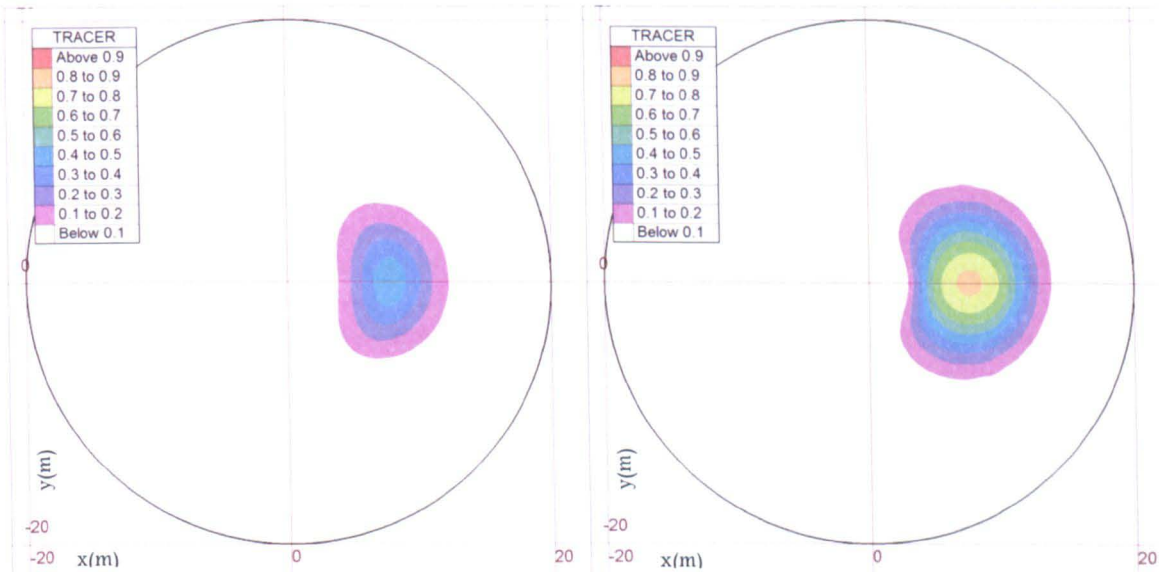 TRACER
Above 0.9
0.8 to 0.9
0.7 to 0.8
0.6 to 0.7
0.5 to 0.6
0.4 to 0.5
0.3 to 0.4
0.2 to 0.3
0.1 to 0.2
Below 0.1
0
y(m)
-20
-20
x(m)
0
20
TRACER
Above 0.9
0.8 to 0.9
0.7 to 0.8
0.6 to 0.7
0.5 to 0.6
0.4 to 0.5
0.3 to 0.4
0.2 to 0.3
0.1 to 0.2
Below 0.1
0
y(m)
-20
-20
x(m)
0
20